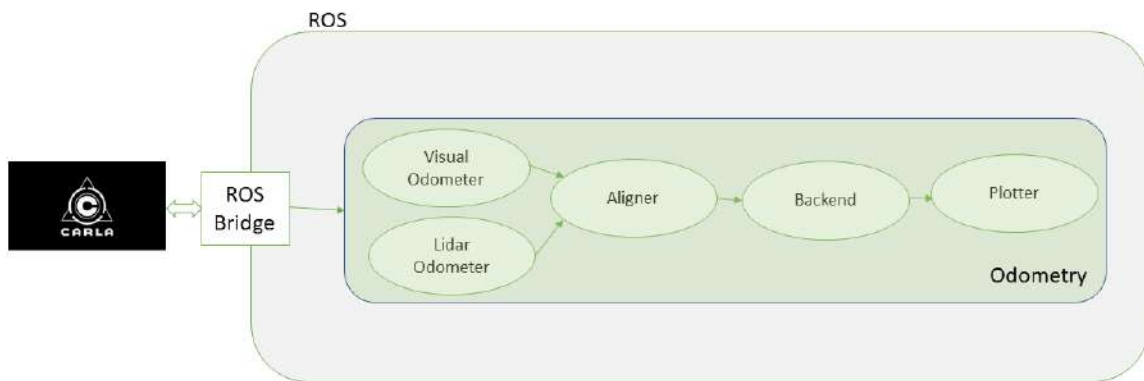 ROS
CARLA
ROS
Bridge
Visual
Odometer
Lidar
Odometer
Aligner
Backend
Plotter
Odometry